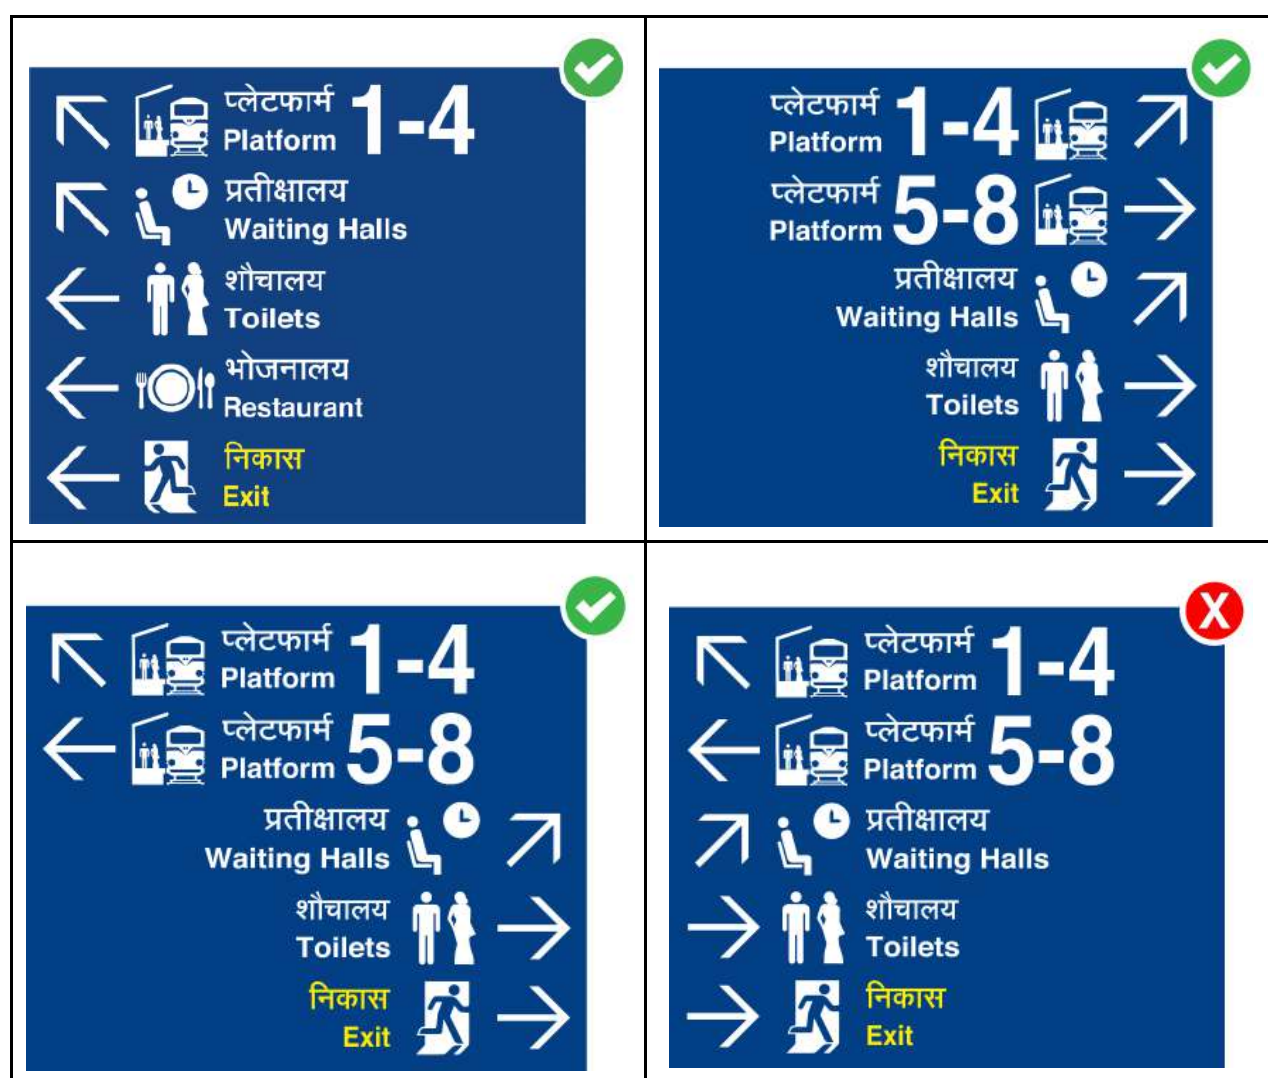 प्लेटफार्म 1-4
Platform
प्रतीक्षालय
Waiting Halls
शौचालय
Toilets
भोजनालय
Restaurant
निकास
Exit
प्लेटफार्म 1-4
Platform
प्लेटफार्म 5-8
Platform
प्रतीक्षालय
Waiting Halls
शौचालय
Toilets
निकास
Exit
प्लेटफार्म 1-4
Platform
प्लेटफार्म 5-8
Platform
प्रतीक्षालय
Waiting Halls
शौचालय
Toilets
निकास
Exit
X
प्लेटफार्म 1-4
Platform
प्लेटफार्म 5-8
Platform
प्रतीक्षालय
Waiting Halls
शौचालय
Toilets
निकास
Exit